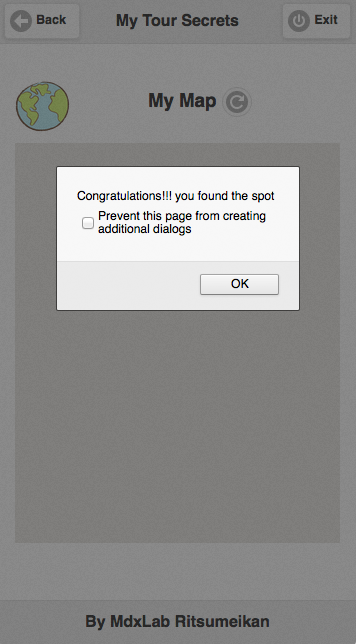 Back
My Tour Secrets
Exit
My Map
Congratulations!!! you found the spot
Prevent this page from creating
additional dialogs
OK
By MdxLab Ritsumeikan